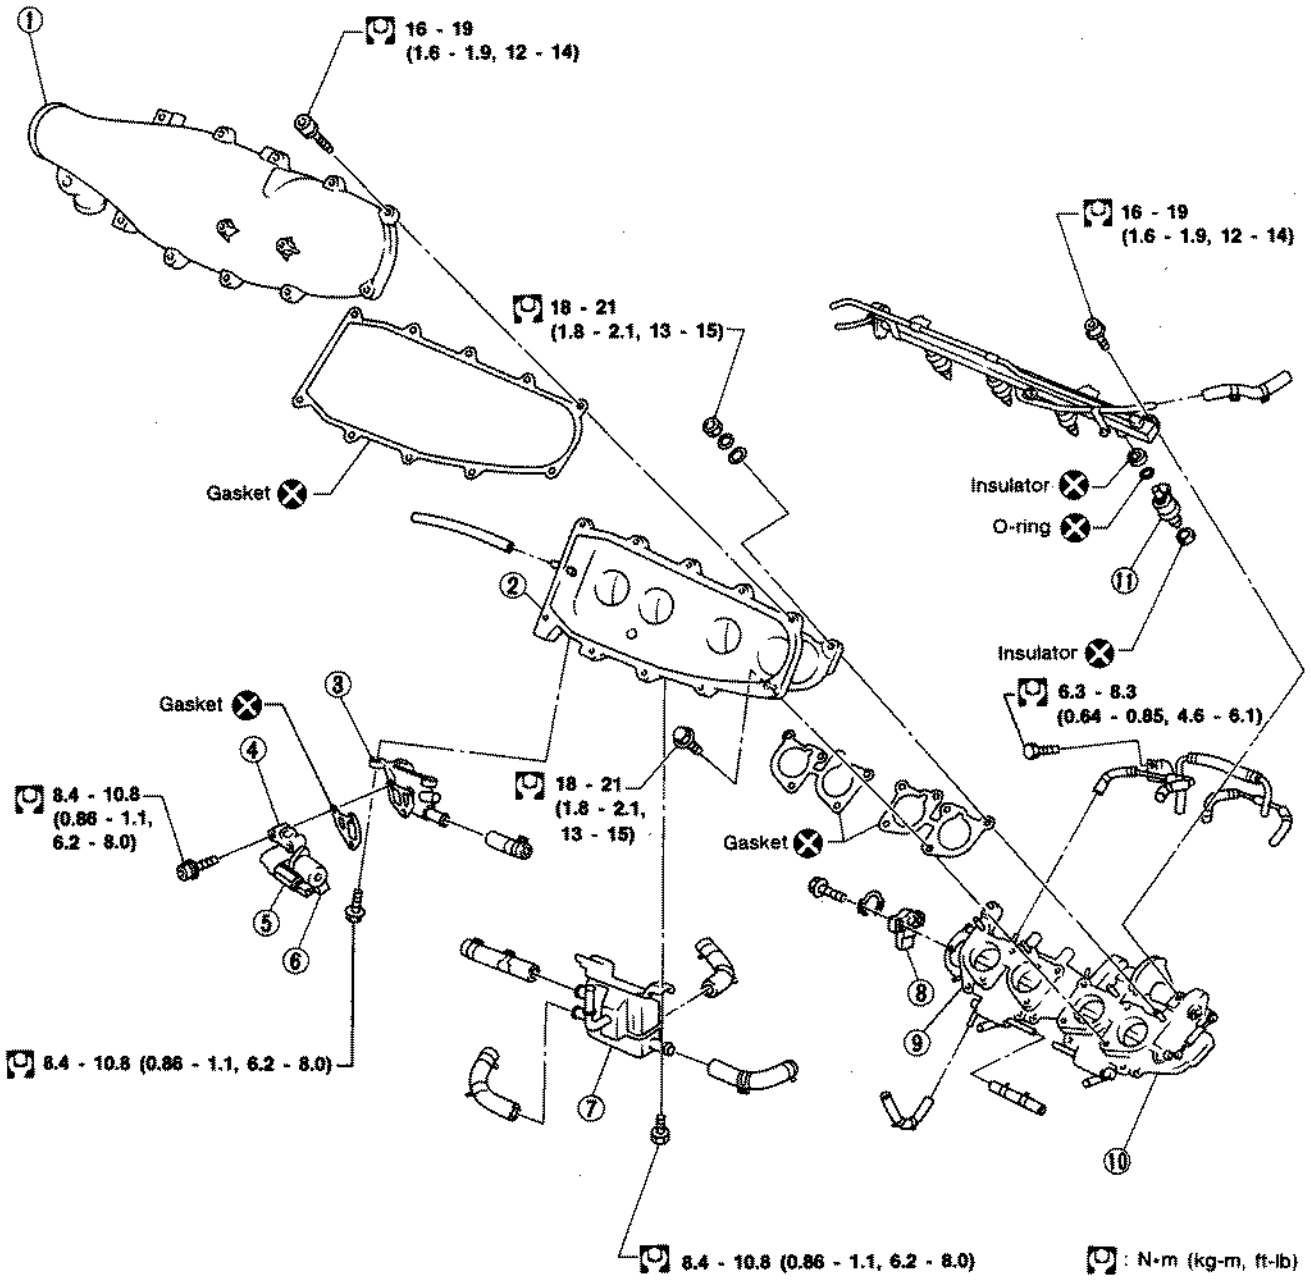 ①
16 - 19
(1.6 - 1.9, 12 - 14)
16 - 19
(1.6 - 1.9, 12 - 14)
18 - 21
(1.8 - 2.1, 13 - 15)
Gasket
Insulator
O-ring
⑪
②
Insulator
6.3 - 8.3
(0.64 - 0.85, 4.6 - 6.1)
Gasket
③
④
8.4 - 10.8
(0.86 - 1.1,
6.2 - 8.0)
18 - 21
(1.8 - 2.1,
13 - 15)
Gasket
⑤
⑥
⑧
⑨
8.4 - 10.8 (0.86 - 1.1, 6.2 - 8.0)
⑦
⑩
8.4 - 10.8 (0.86 - 1.1, 6.2 - 8.0)
: N•m (kg-m, ft-lb)